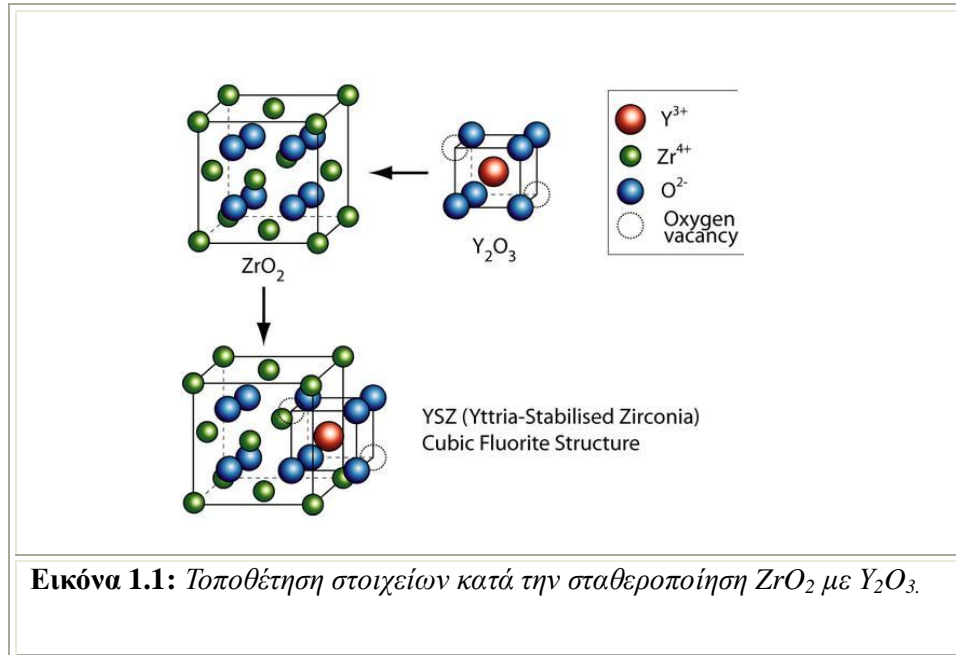 Y³⁺
Zr⁴⁺
O²⁻
Oxygen
vacancy
ZrO₂
Y₂O₃
YSZ (Yttria-Stabilised Zirconia)
Cubic Fluorite Structure
Εικόνα 1.1: Τοποθέτηση στοιχείων κατά την σταθεροποίηση ZrO₂ με Y₂O₃.